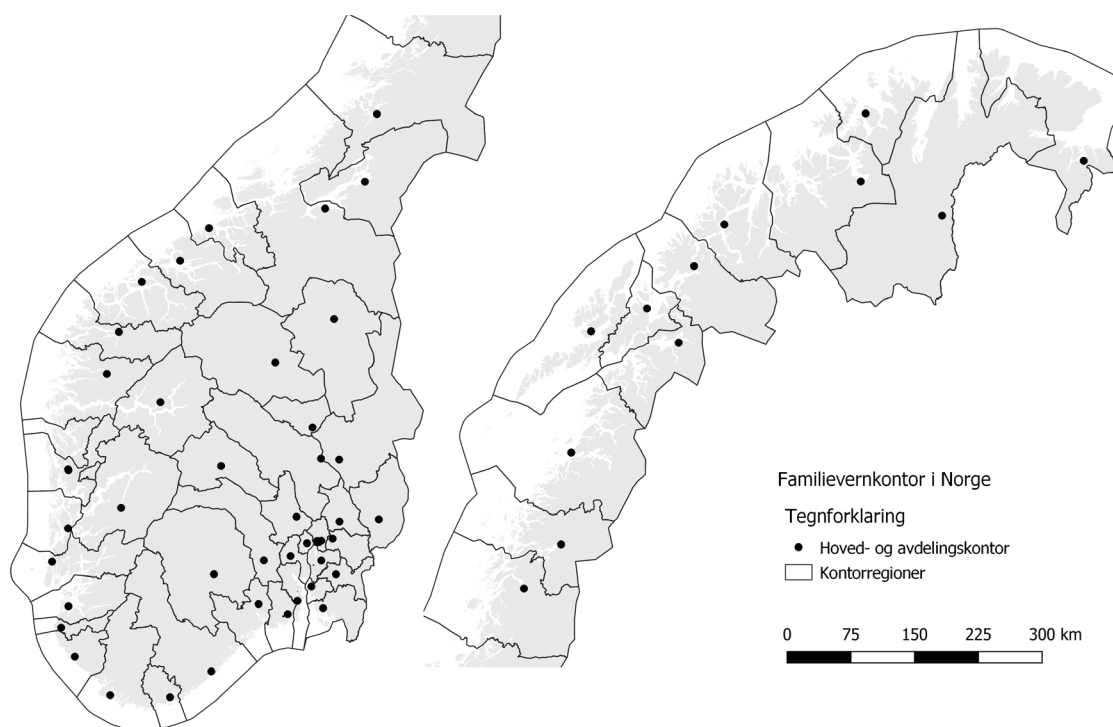 Familievernkontor i Norge
Tegnforklaring
Hoved- og avdelingskontor
Kontorregioner
0 75 150 225 300 km